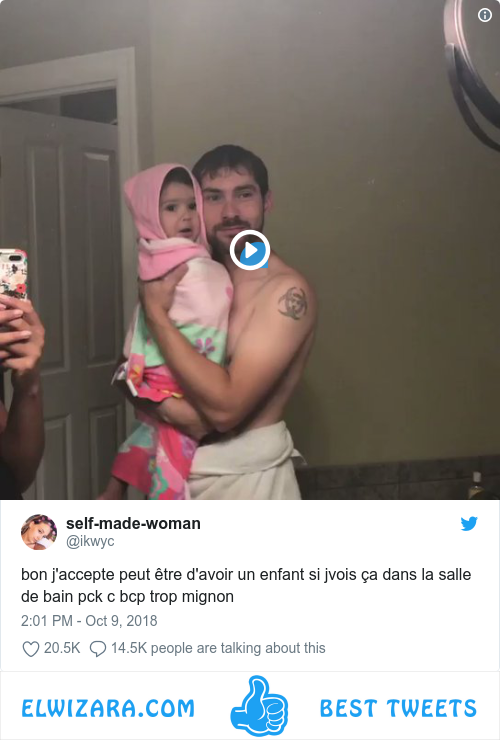 self-made-woman
@ikwyc
bon j'accepte peut être d'avoir un enfant si jvois ça dans la salle
de bain pck c bcp trop mignon
2:01 PM - Oct 9, 2018
20.5K 14.5K people are talking about this
ELWIZARA.COM BEST TWEETS